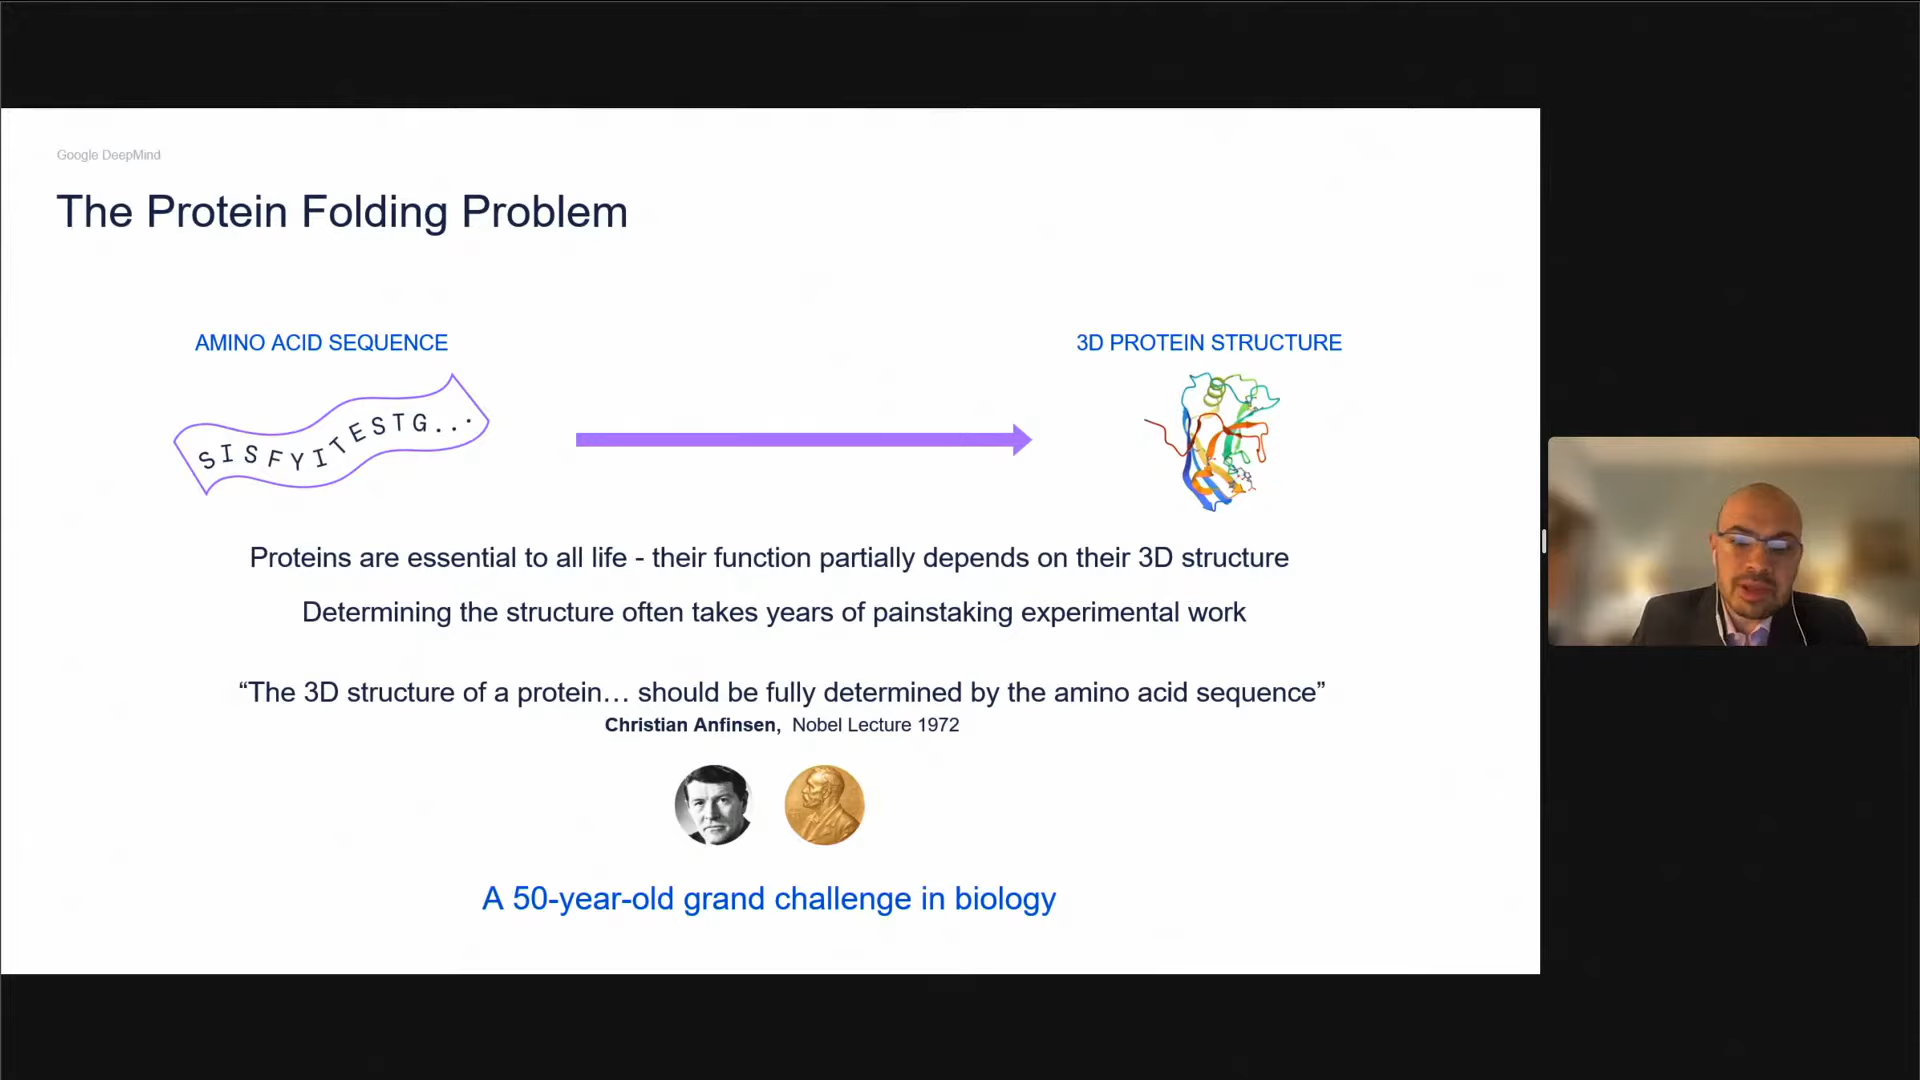 Google DeepMind
The Protein Folding Problem
AMINO ACID SEQUENCE
3D PROTEIN STRUCTURE
SISFYITESTG...
Proteins are essential to all life - their function partially depends on their 3D structure
Determining the structure often takes years of painstaking experimental work
“The 3D structure of a protein… should be fully determined by the amino acid sequence”
Christian Anfinsen, Nobel Lecture 1972
A 50-year-old grand challenge in biology